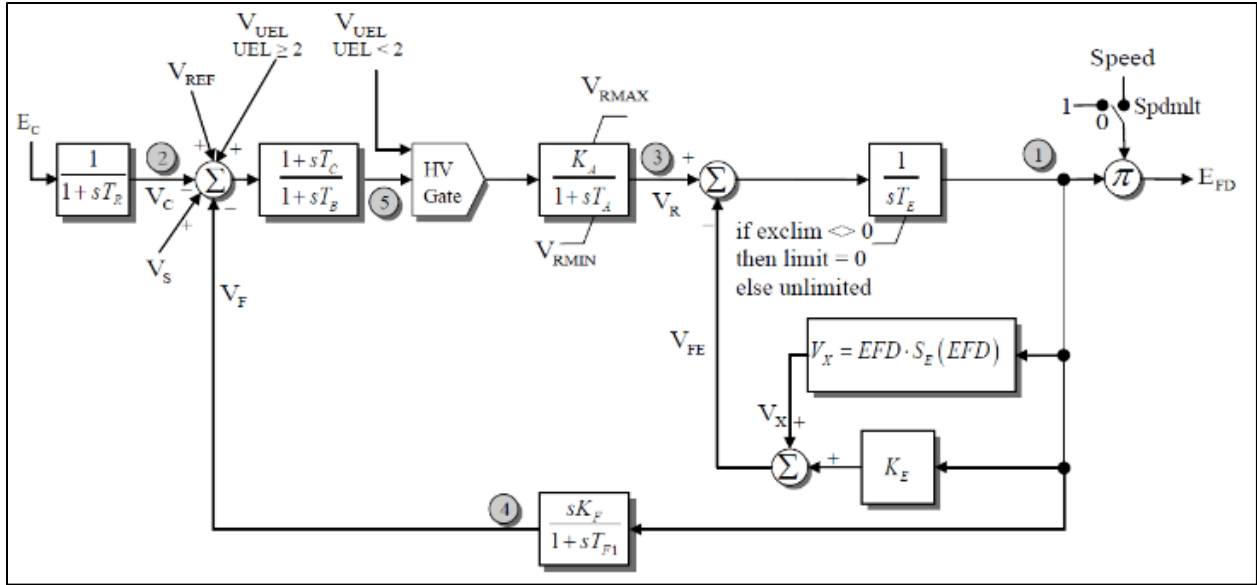 V_UEL
UEL ≥ 2
V_UEL
UEL < 2
V_REF
V_RMAX
Speed
1
0
Spdmlt
E_C
1
1 + sT_R
2
V_C
+
+
Σ
−
+
−
V_S
1 + sT_C
1 + sT_B
5
HV
Gate
K_A
1 + sT_A
V_RMIN
3
V_R
+
Σ
−
1
sT_E
if exclim <> 0
then limit = 0
else unlimited
1
π
E_FD
V_F
V_FE
V_X = EFD · S_E (EFD)
V_X
+
Σ
+
K_E
4
sK_F
1 + sT_F1